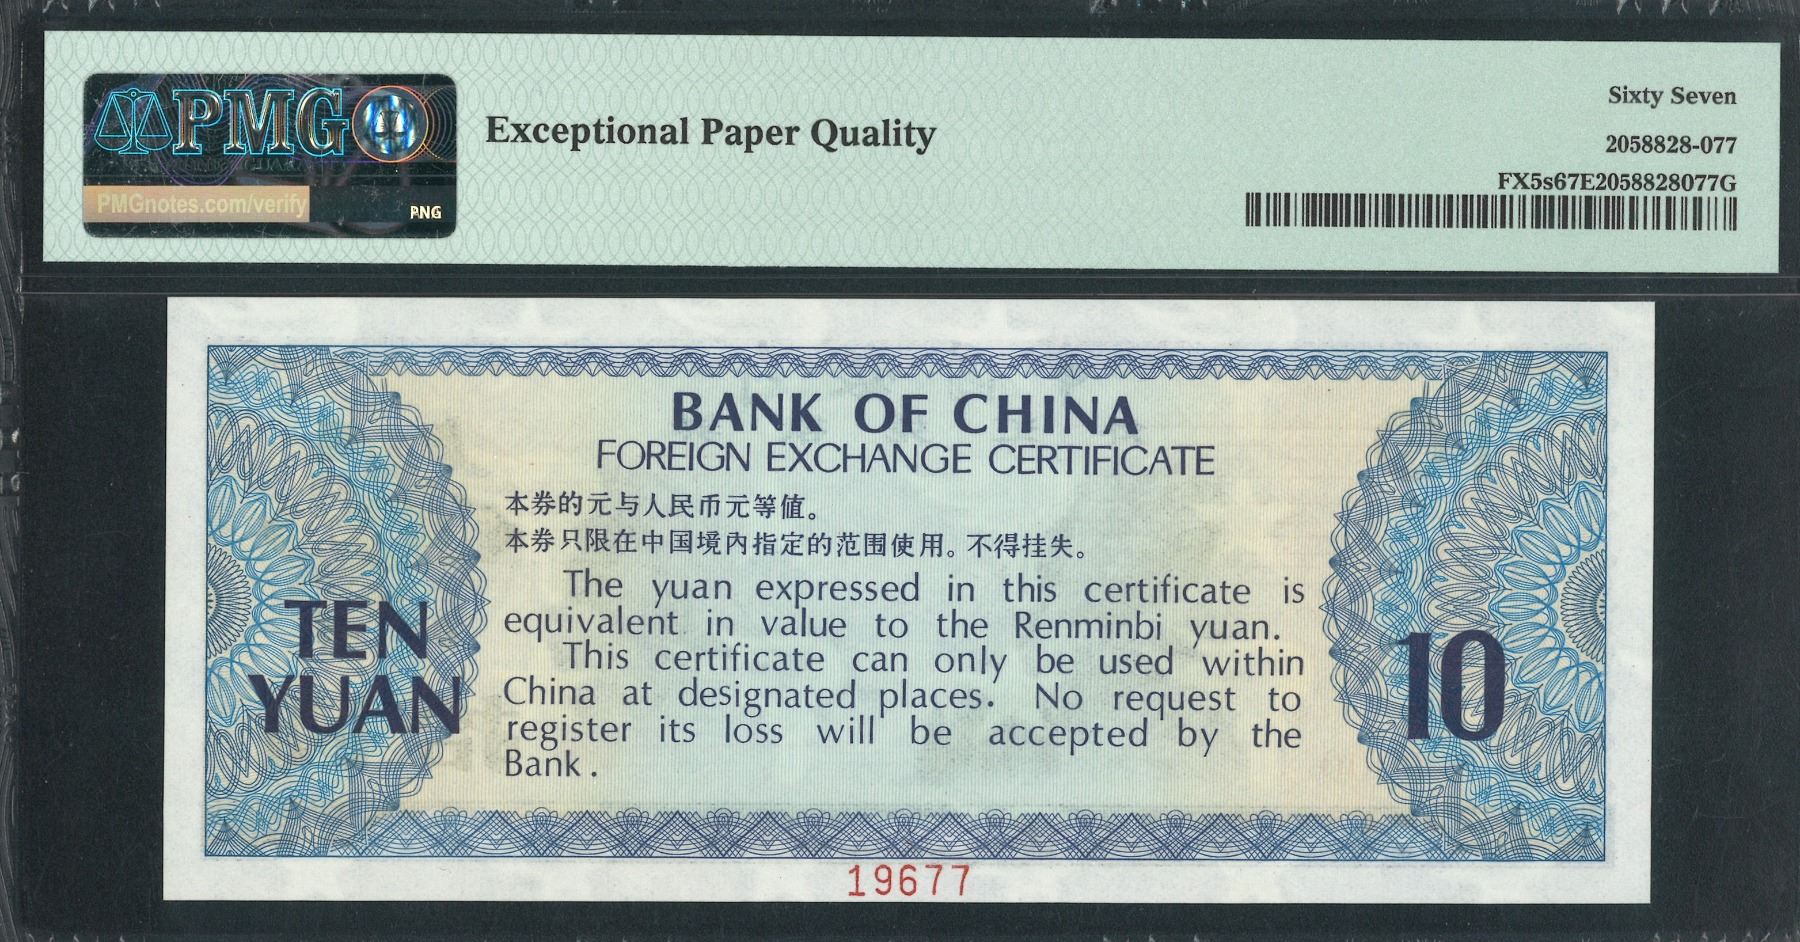 PMG
PMGnotes.com/verify
PNG
Exceptional Paper Quality
Sixty Seven
2058828-077
FX5s67E2058828077G
BANK OF CHINA
FOREIGN EXCHANGE CERTIFICATE
本券的元与人民币元等值。
本券只限在中国境内指定的范围使用。不得挂失。
The yuan expressed in this certificate is
equivalent in value to the Renminbi yuan.
This certificate can only be used within
China at designated places. No request to
register its loss will be accepted by the
Bank.
TEN
YUAN
10
19677